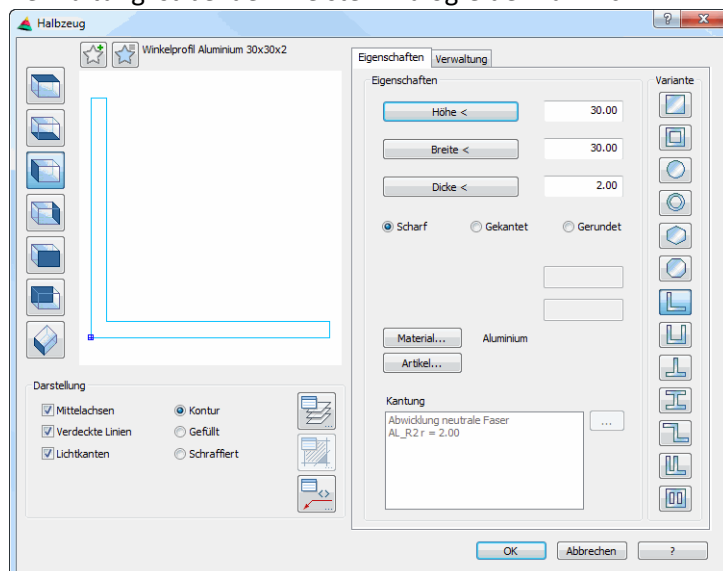 Halbzeug
?
Winkelprofil Aluminium 30x30x2
Eigenschaften
Verwaltung
Eigenschaften
Variante
Höhe <
30.00
Breite <
30.00
Dicke <
2.00
Scharf
Gekantet
Gerundet
Material...
Aluminium
Artikel...
Kantung
Abwicklung neutrale Faser
AL_R2 r = 2.00
...
Darstellung
Mittelachsen
Kontur
Verdeckte Linien
Gefüllt
Lichtkanten
Schraffiert
OK
Abbrechen
?